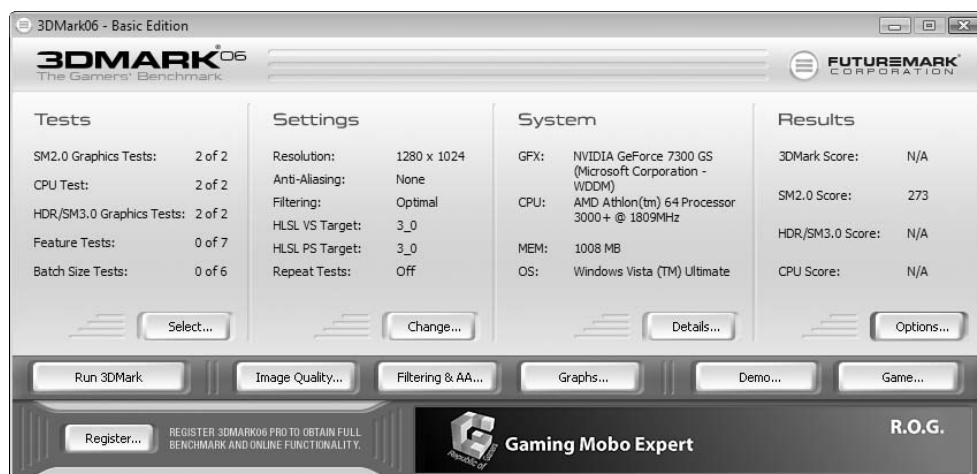 3DMark06 - Basic Edition
3DMARK®06
The Gamers' Benchmark
FUTUREMARK®
CORPORATION
Tests
SM2.0 Graphics Tests: 2 of 2
CPU Test: 2 of 2
HDR/SM3.0 Graphics Tests: 2 of 2
Feature Tests: 0 of 7
Batch Size Tests: 0 of 6
Select...
Settings
Resolution: 1280 x 1024
Anti-Aliasing: None
Filtering: Optimal
HLSL VS Target: 3_0
HLSL PS Target: 3_0
Repeat Tests: Off
Change...
System
GFX: NVIDIA GeForce 7300 GS
(Microsoft Corporation -
WDDM)
CPU: AMD Athlon(tm) 64 Processor
3000+ @ 1809MHz
MEM: 1008 MB
OS: Windows Vista (TM) Ultimate
Details...
Results
3DMark Score: N/A
SM2.0 Score: 273
HDR/SM3.0 Score: N/A
CPU Score: N/A
Options...
Run 3DMark
Image Quality...
Filtering & AA...
Graphs...
Demo...
Game...
Register...
REGISTER 3DMARK06 PRO TO OBTAIN FULL
BENCHMARK AND ONLINE FUNCTIONALITY.
Republic of
Gamers
Gaming Mobo Expert
R.O.G.